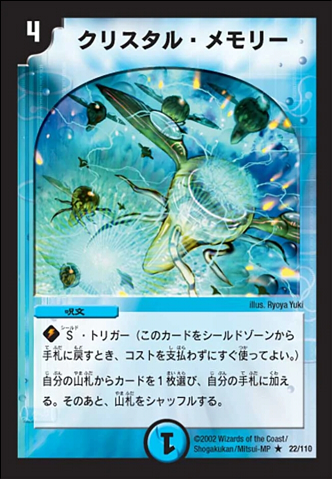 4
クリスタル・メモリー
illus. Ryoya Yuki
呪文
S・トリガー（このカードをシールドゾーンから
手札に戻すとき、コストを支払わずにすぐ使ってよい。）
自分の山札からカードを1枚選び、自分の手札に加え
る。そのあと、山札をシャッフルする。
1
©2002 Wizards of the Coast/
Shogakukan/Mitsui-MP ★ 22/110